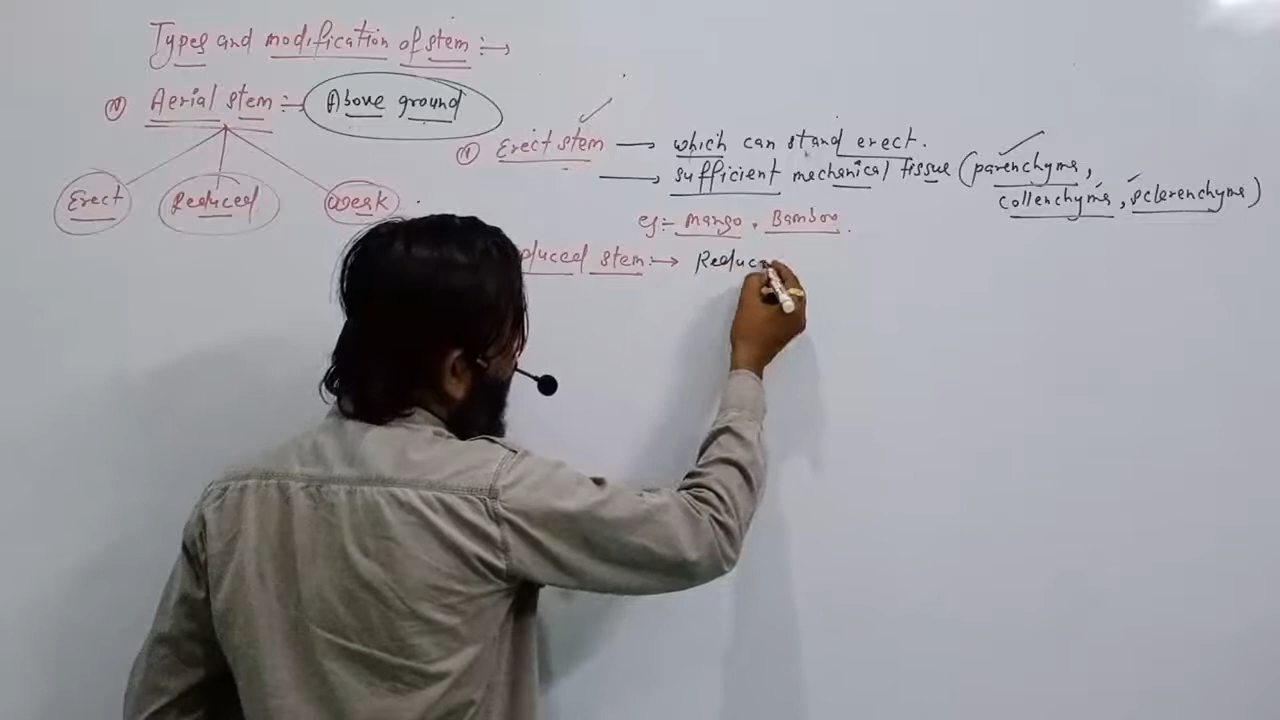 Types and modification of stem :→
(1) Aerial stem :- Above ground
Erect Reduced Weak
(1) Erect stem — which can stand erect.
→ sufficient mechanical tissue (parenchyma,
collenchyma, sclerenchyma)
eg:- Mango, Bamboo.
duced stem :→ Reduc